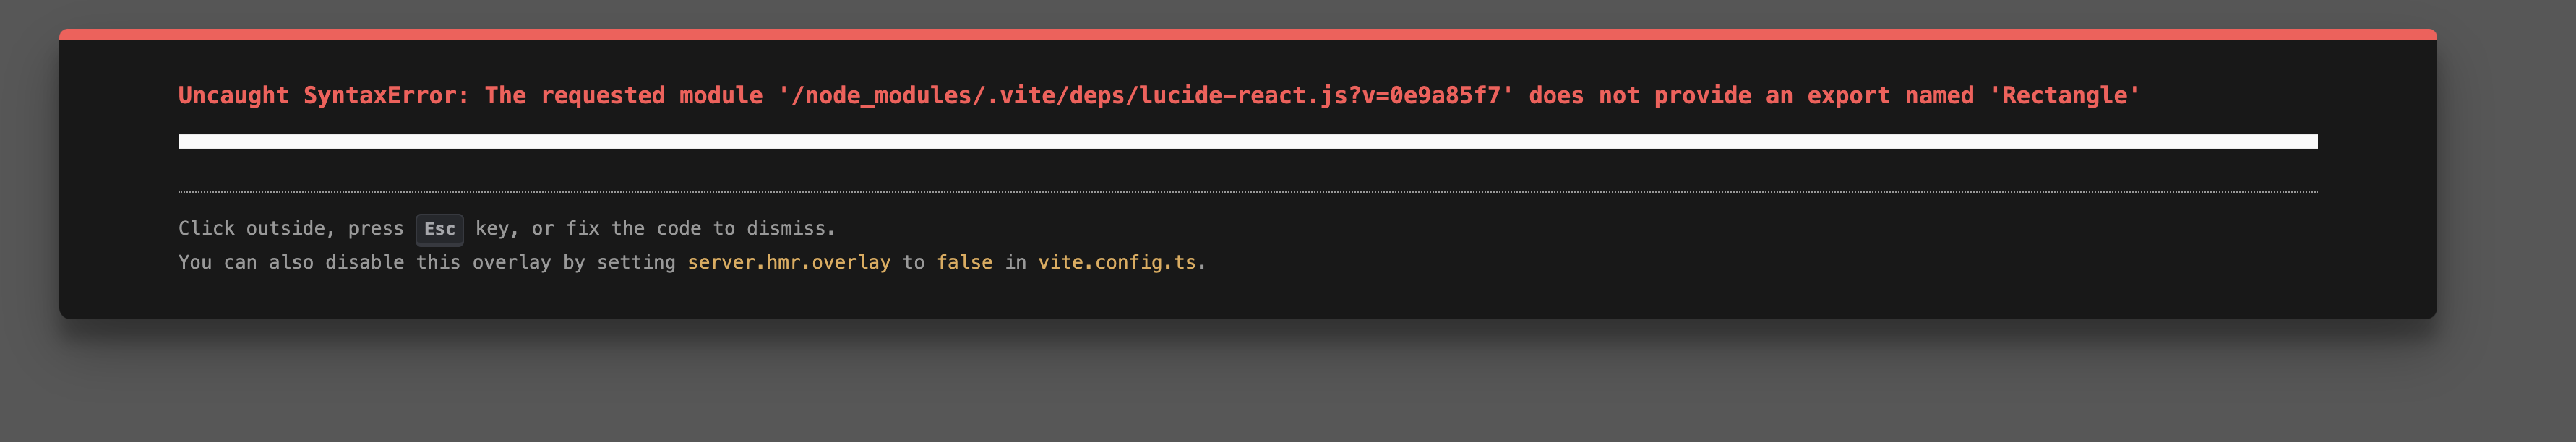 Uncaught SyntaxError: The requested module '/node_modules/.vite/deps/lucide-react.js?v=0e9a85f7' does not provide an export named 'Rectangle'
Click outside, press Esc key, or fix the code to dismiss.
You can also disable this overlay by setting server.hmr.overlay to false in vite.config.ts.